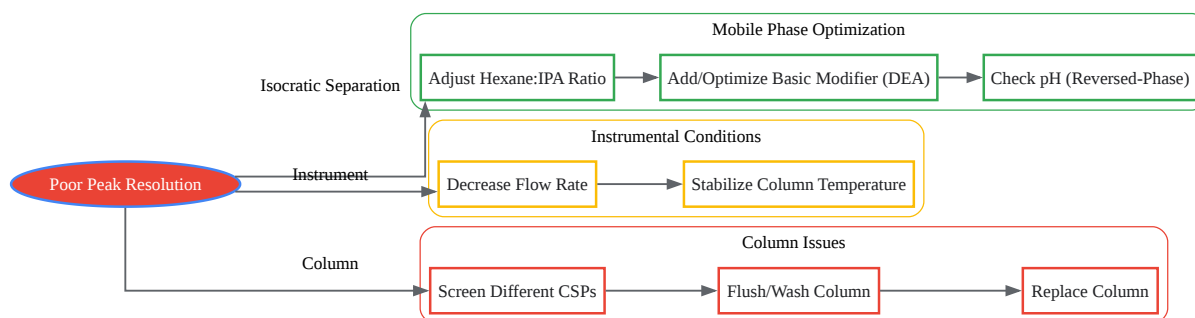 Mobile Phase Optimization
Isocratic Separation
Adjust Hexane:IPA Ratio
Add/Optimize Basic Modifier (DEA)
Check pH (Reversed-Phase)
Poor Peak Resolution
Instrument
Instrumental Conditions
Decrease Flow Rate
Stabilize Column Temperature
Column
Column Issues
Screen Different CSPs
Flush/Wash Column
Replace Column